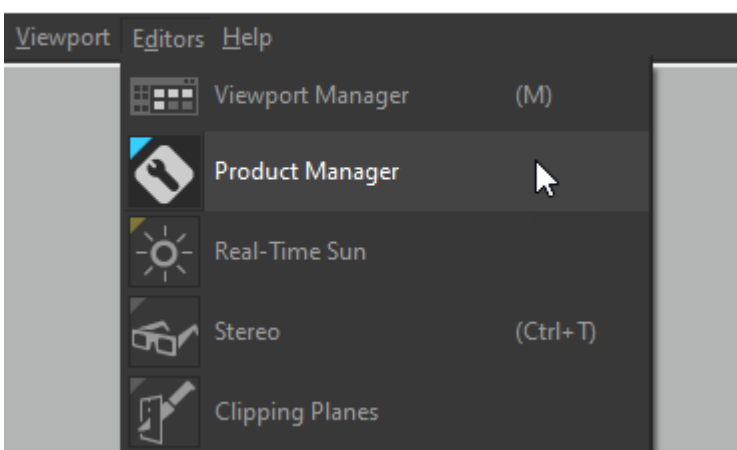 Viewport Editors Help
Viewport Manager (M)
Product Manager
Real-Time Sun
Stereo (Ctrl+T)
Clipping Planes